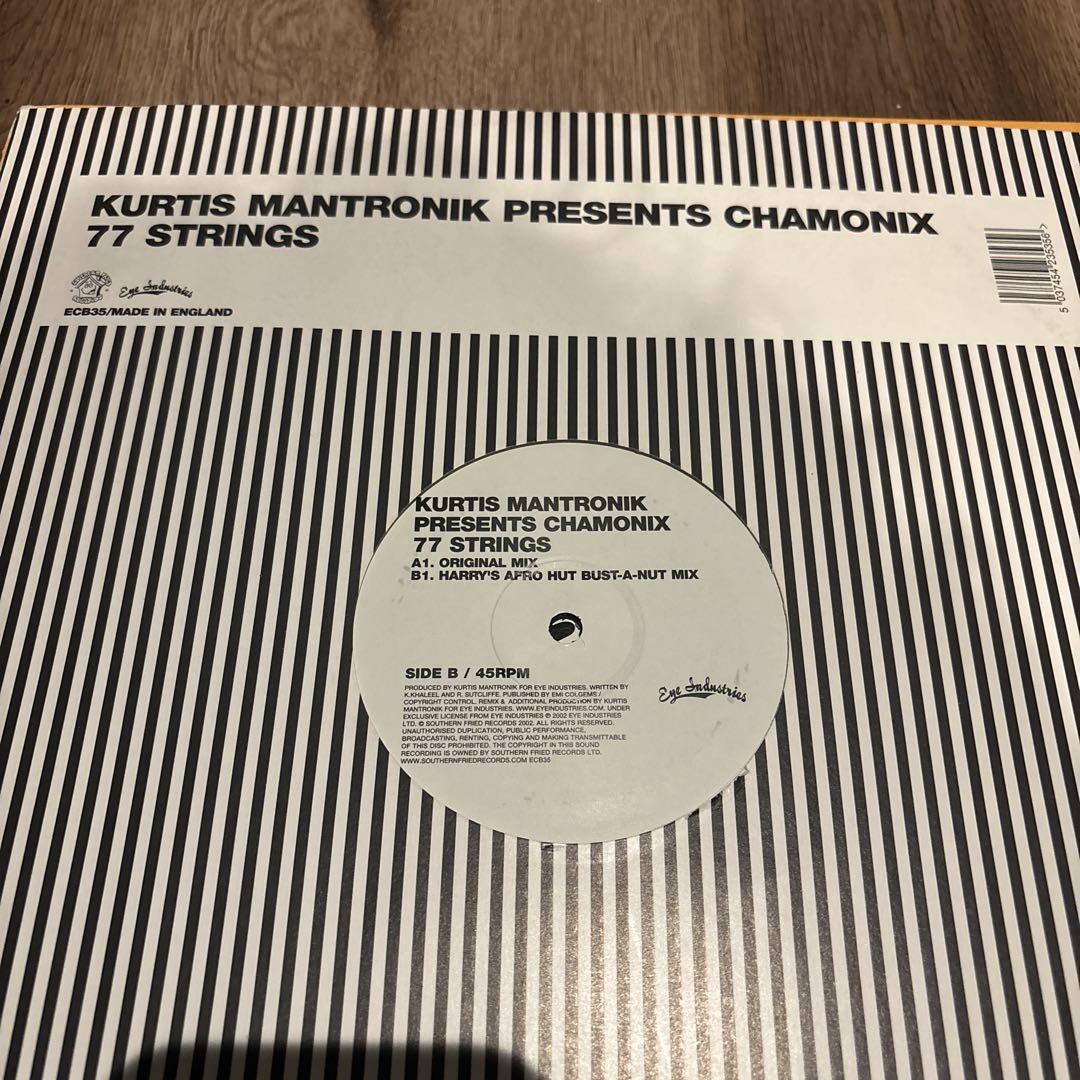 KURTIS MANTRONIK PRESENTS CHAMONIX
77 STRINGS
Eye Industries
ECB35/MADE IN ENGLAND
5 037454 235356 >
KURTIS MANTRONIK
PRESENTS CHAMONIX
77 STRINGS
A1. ORIGINAL MIX
B1. HARRY'S AFRO HUT BUST-A-NUT MIX
SIDE B / 45RPM
PRODUCED BY KURTIS MANTRONIK FOR EYE INDUSTRIES. WRITTEN BY
K.KHALEEL AND R. SUTCLIFFE. PUBLISHED BY EMI COLGEMS /
COPYRIGHT CONTROL. REMIX & ADDITIONAL PRODUCTION BY KURTIS
MANTRONIK FOR EYE INDUSTRIES. WWW.EYEINDUSTRIES.COM. UNDER
EXCLUSIVE LICENSE FROM EYE INDUSTRIES ℗ 2002 EYE INDUSTRIES
LTD. © SOUTHERN FRIED RECORDS 2002. ALL RIGHTS RESERVED.
UNAUTHORISED DUPLICATION, PUBLIC PERFORMANCE,
BROADCASTING, RENTING, COPYING AND MAKING TRANSMITTABLE
OF THIS DISC PROHIBITED. THE COPYRIGHT IN THIS SOUND
RECORDING IS OWNED BY SOUTHERN FRIED RECORDS LTD.
WWW.SOUTHERNFRIEDRECORDS.COM ECB35
Eye Industries